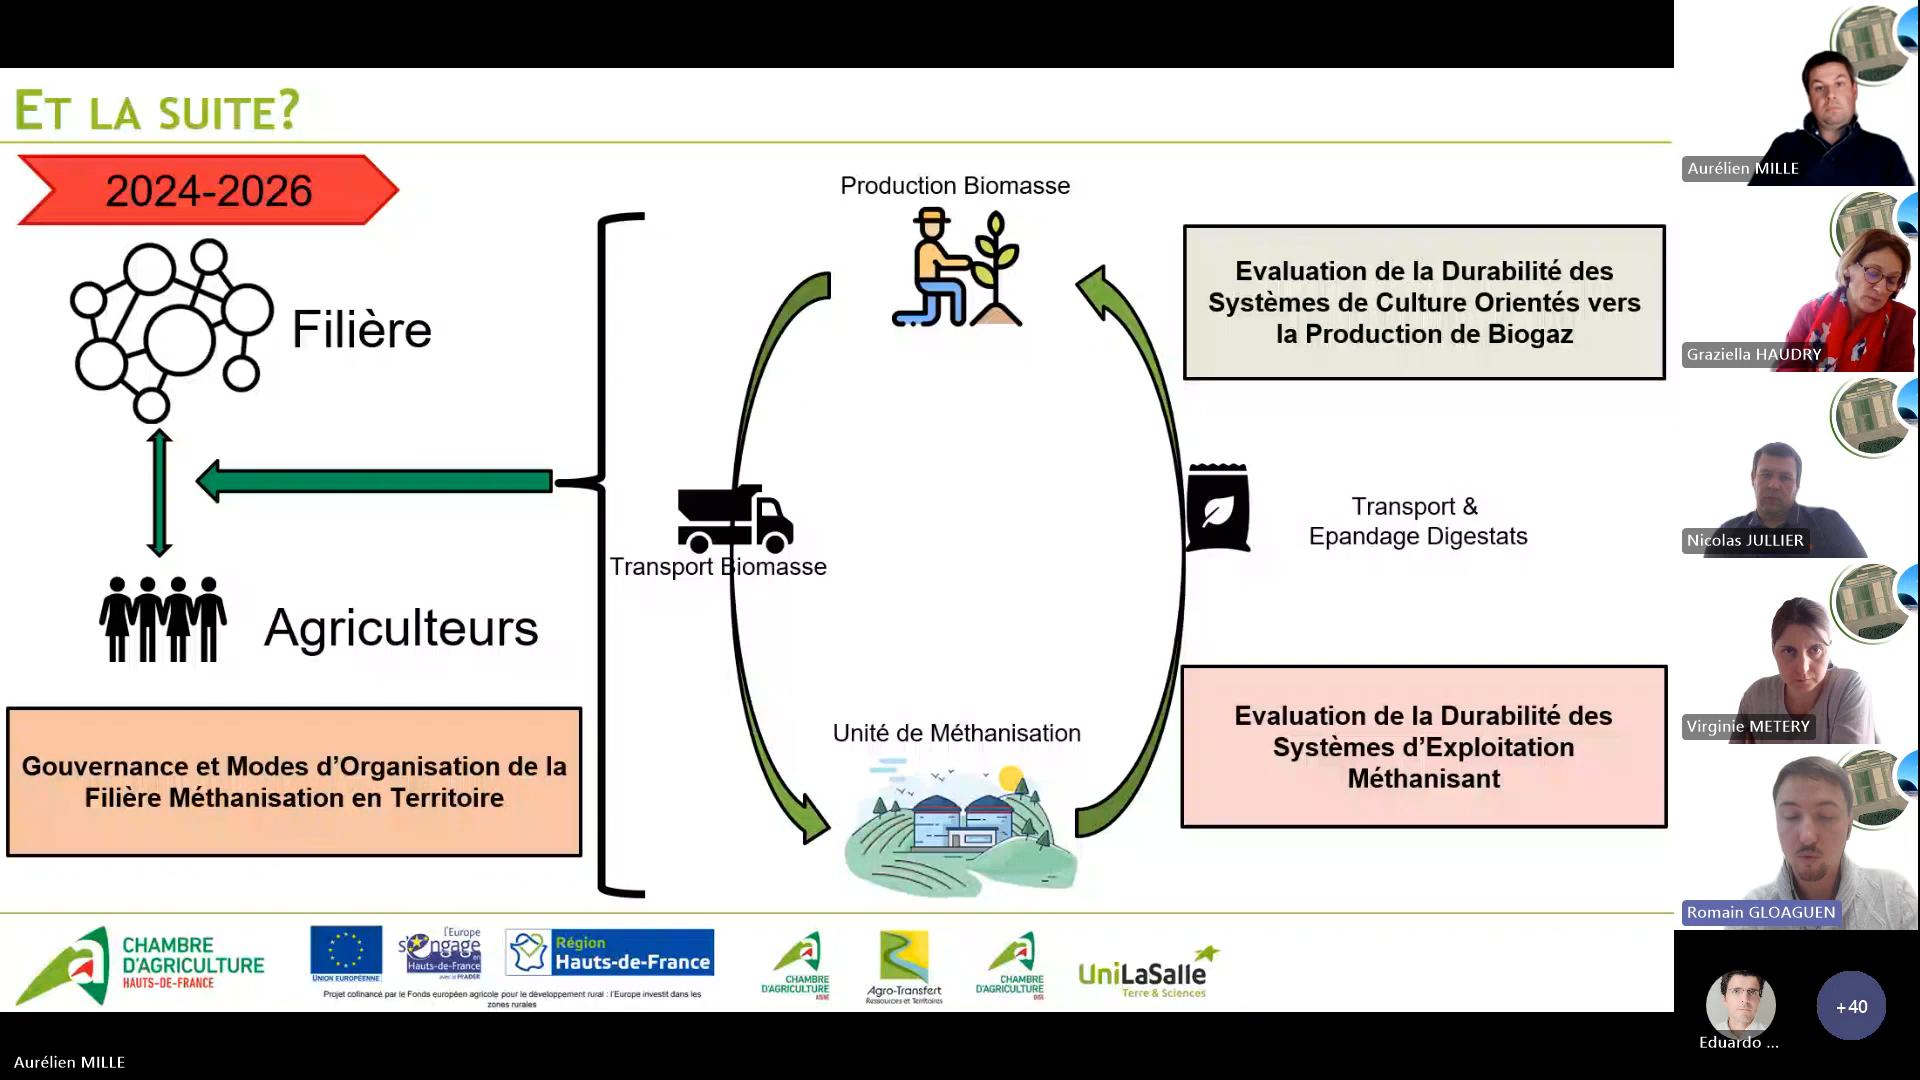 ET LA SUITE?
2024-2026
Filière
Agriculteurs
Gouvernance et Modes d'Organisation de la
Filière Méthanisation en Territoire
Production Biomasse
Transport Biomasse
Unité de Méthanisation
Evaluation de la Durabilité des
Systèmes de Culture Orientés vers
la Production de Biogaz
Transport &
Epandage Digestats
Evaluation de la Durabilité des
Systèmes d'Exploitation
Méthanisant
CHAMBRE
D'AGRICULTURE
HAUTS-DE-FRANCE
UNION EUROPÉENNE
l'Europe
s'engage
en
Hauts-de-France
avec le FEADER
Région
Hauts-de-France
Projet cofinancé par le Fonds européen agricole pour le développement rural : l'Europe investit dans les
zones rurales
CHAMBRE
D'AGRICULTURE
AISNE
Agro-Transfert
Ressources et Territoires
CHAMBRE
D'AGRICULTURE
OISE
UniLaSalle
Terre & Sciences
Aurélien MILLE
Graziella HAUDRY
Nicolas JULLIER
Virginie METERY
Romain GLOAGUEN
Eduardo ...
+40
Aurélien MILLE